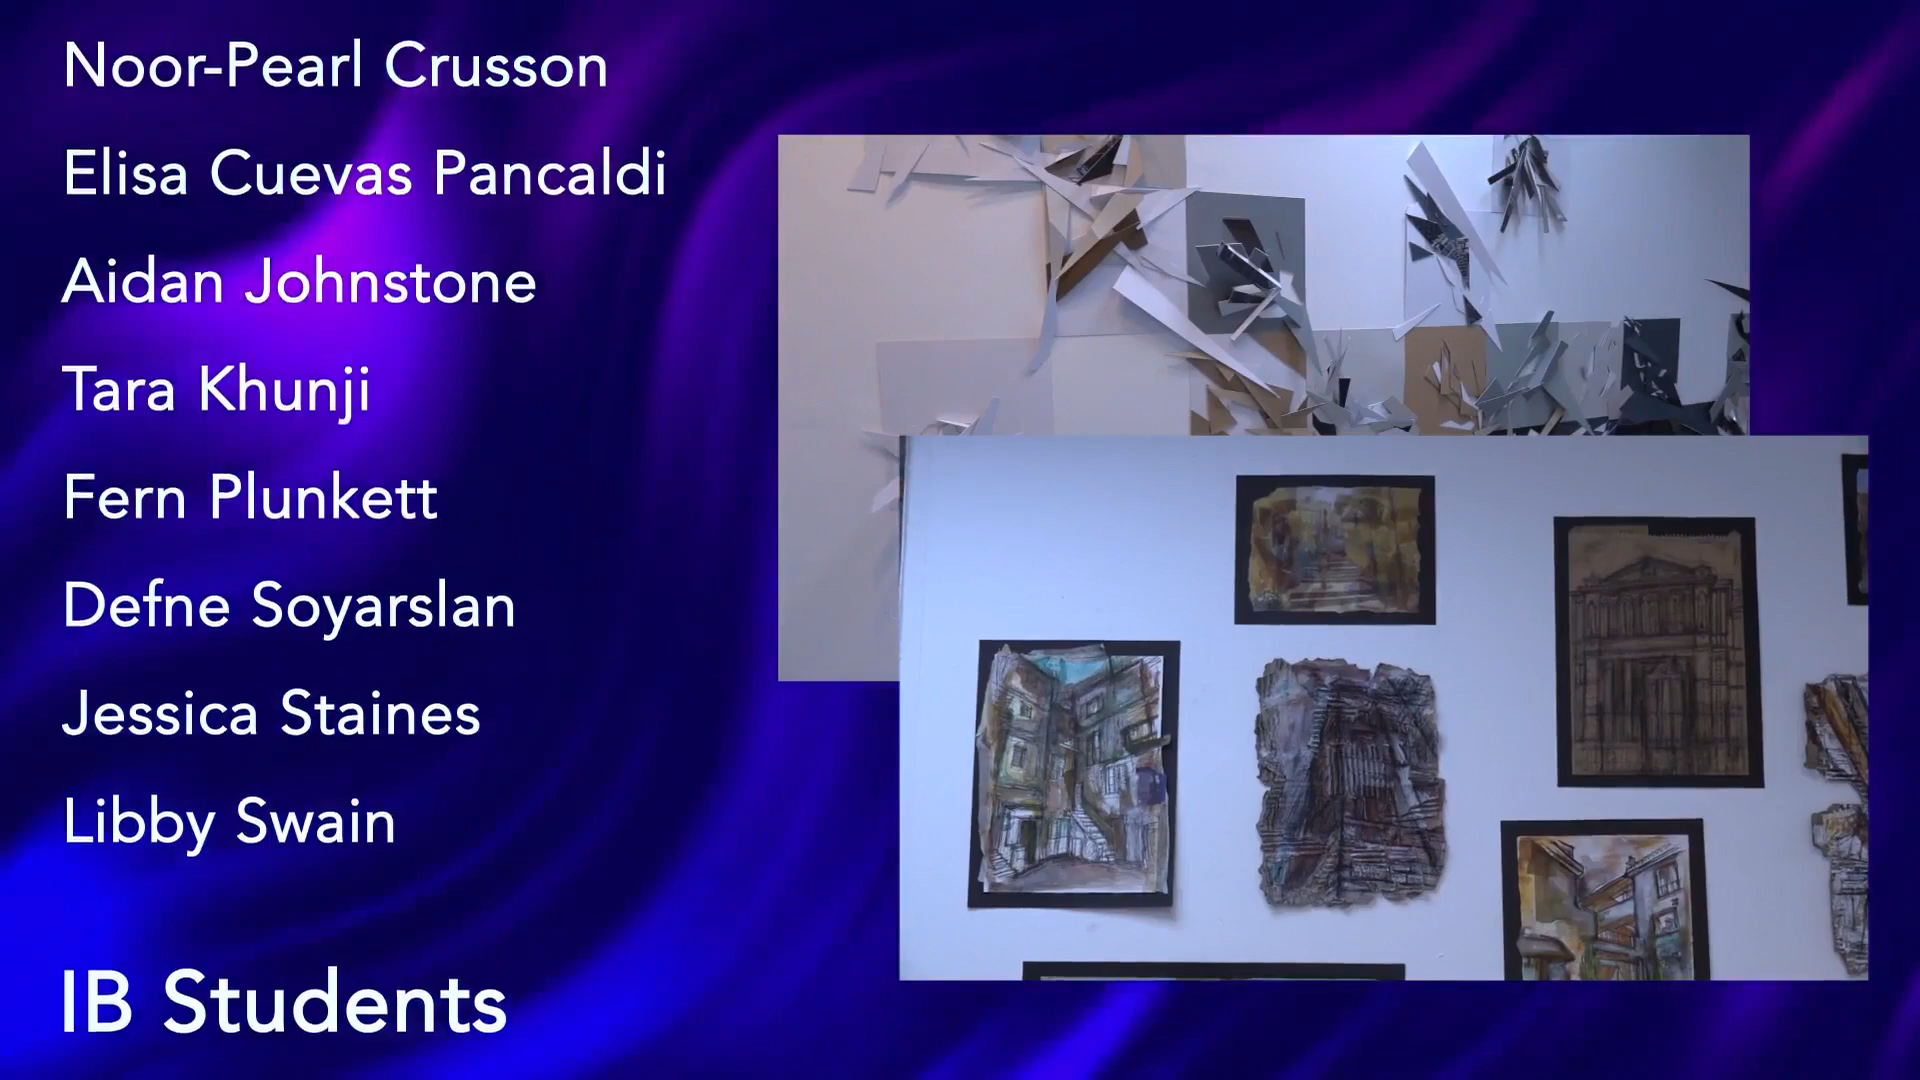 Noor-Pearl Crusson
Elisa Cuevas Pancaldi
Aidan Johnstone
Tara Khunji
Fern Plunkett
Defne Soyarslan
Jessica Staines
Libby Swain
IB Students